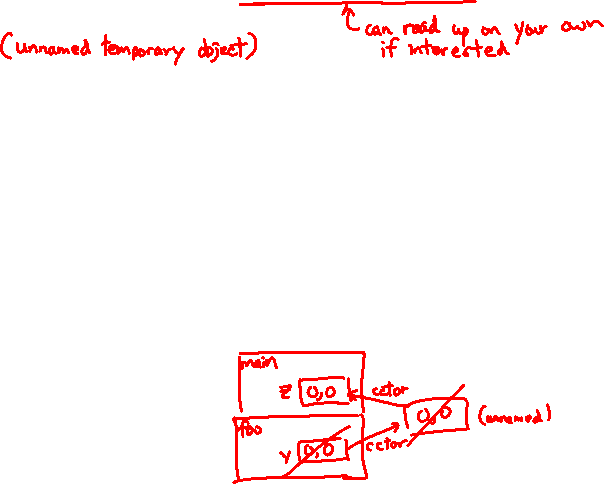 can read up on your own
if interested
(unnamed temporary object)
main
z 0,0
cctor
0,0
(unnamed)
foo
y 0,0
cctor